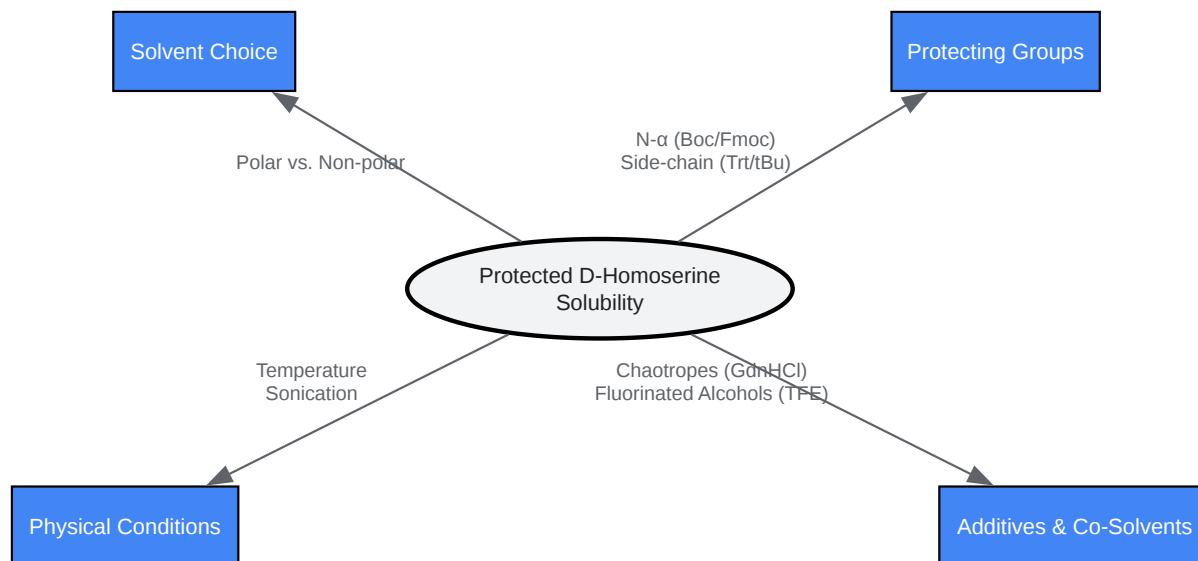 Solvent Choice
Protecting Groups
N-α (Boc/Fmoc)
Side-chain (Trt/tBu)
Polar vs. Non-polar
Protected D-Homoserine
Solubility
Temperature
Sonication
Chaotropes (GdnHCl)
Fluorinated Alcohols (TFE)
Physical Conditions
Additives & Co-Solvents